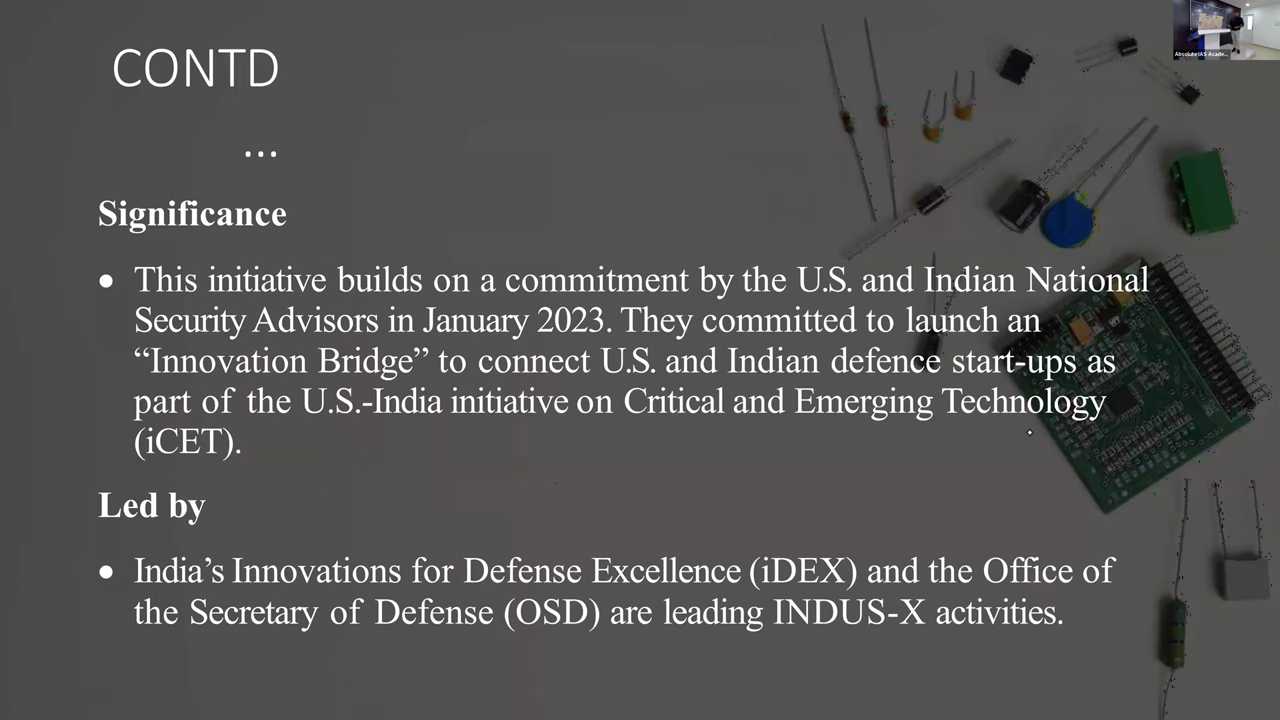 CONTD
...
Significance
• This initiative builds on a commitment by the U.S. and Indian National
Security Advisors in January 2023. They committed to launch an
“Innovation Bridge” to connect U.S. and Indian defence start-ups as
part of the U.S.-India initiative on Critical and Emerging Technology
(iCET).
Led by
• India’s Innovations for Defense Excellence (iDEX) and the Office of
the Secretary of Defense (OSD) are leading INDUS-X activities.
Absolute IAS Acade...